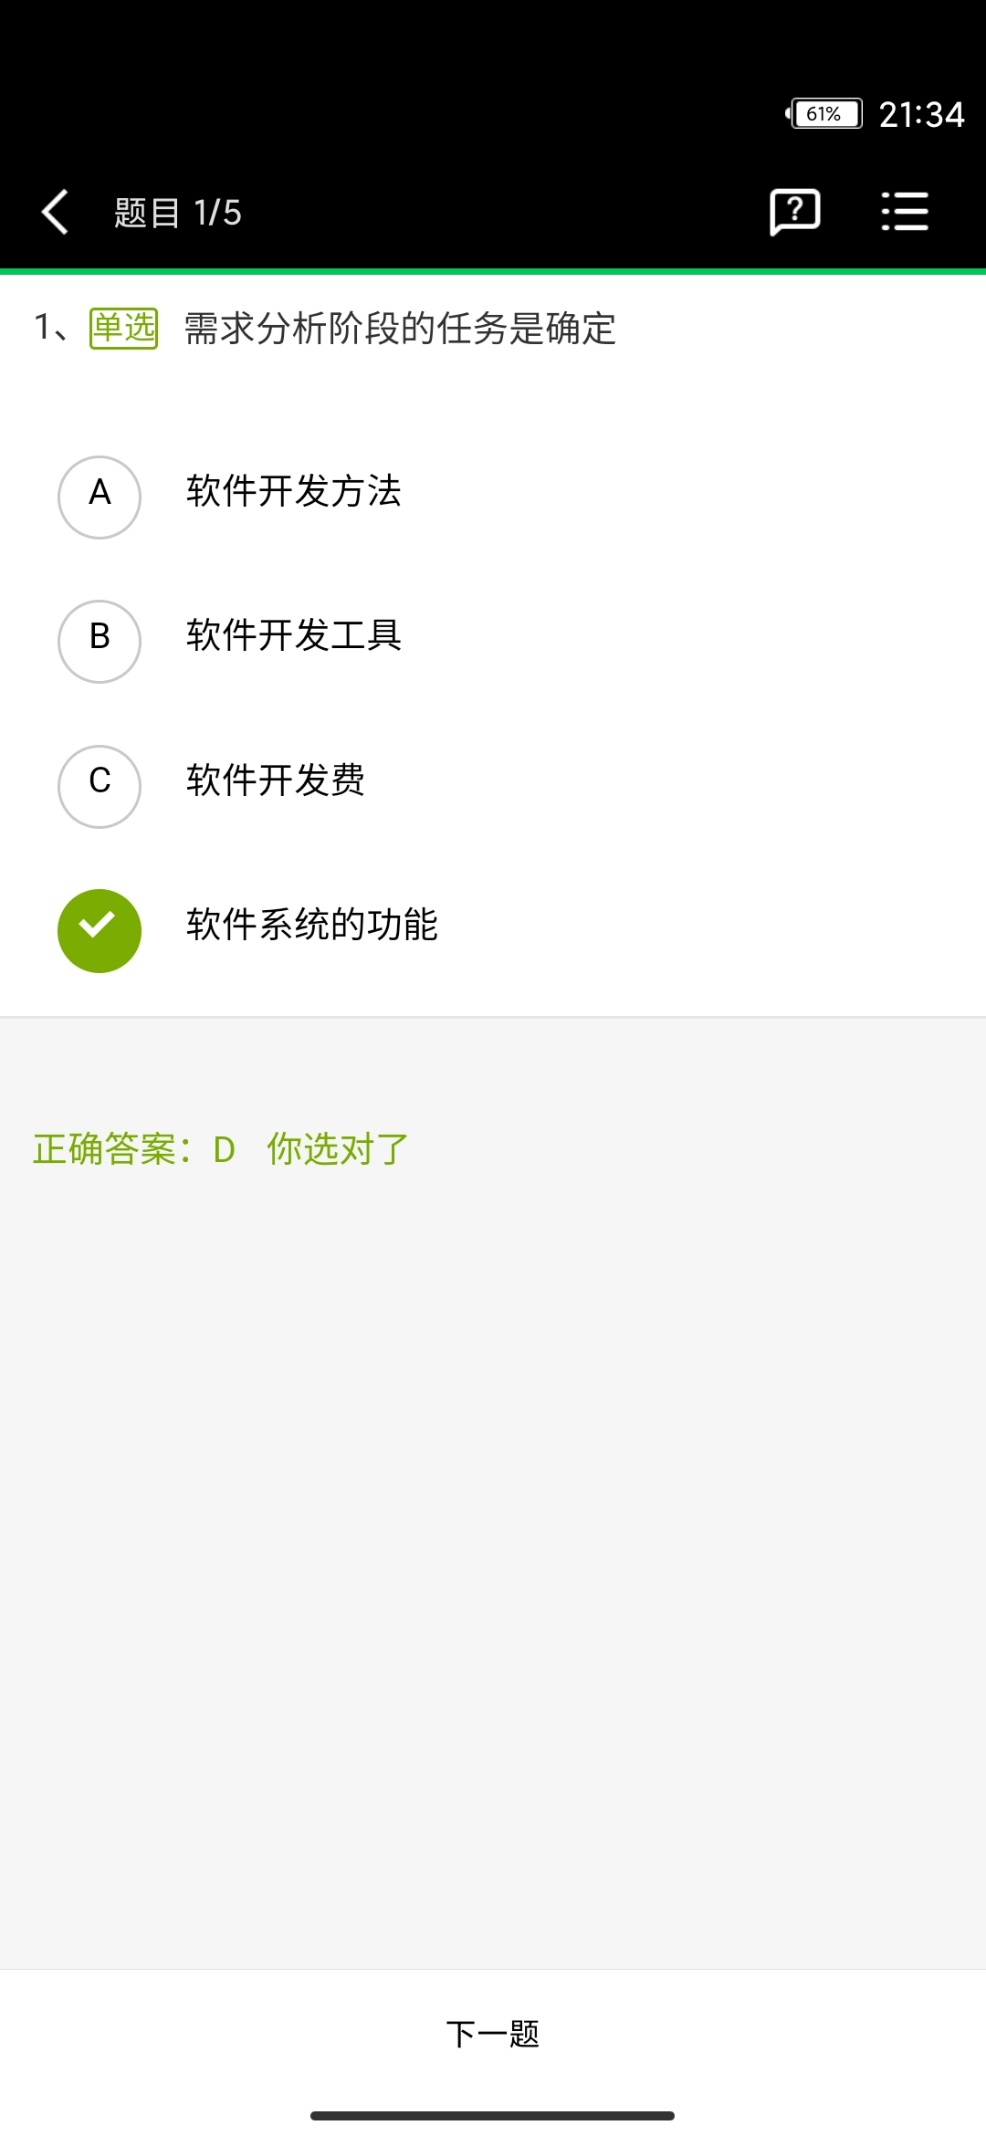 61% 21:34
题目 1/5
1、 单选 需求分析阶段的任务是确定
A 软件开发方法
B 软件开发工具
C 软件开发费
软件系统的功能
正确答案：D 你选对了
下一题